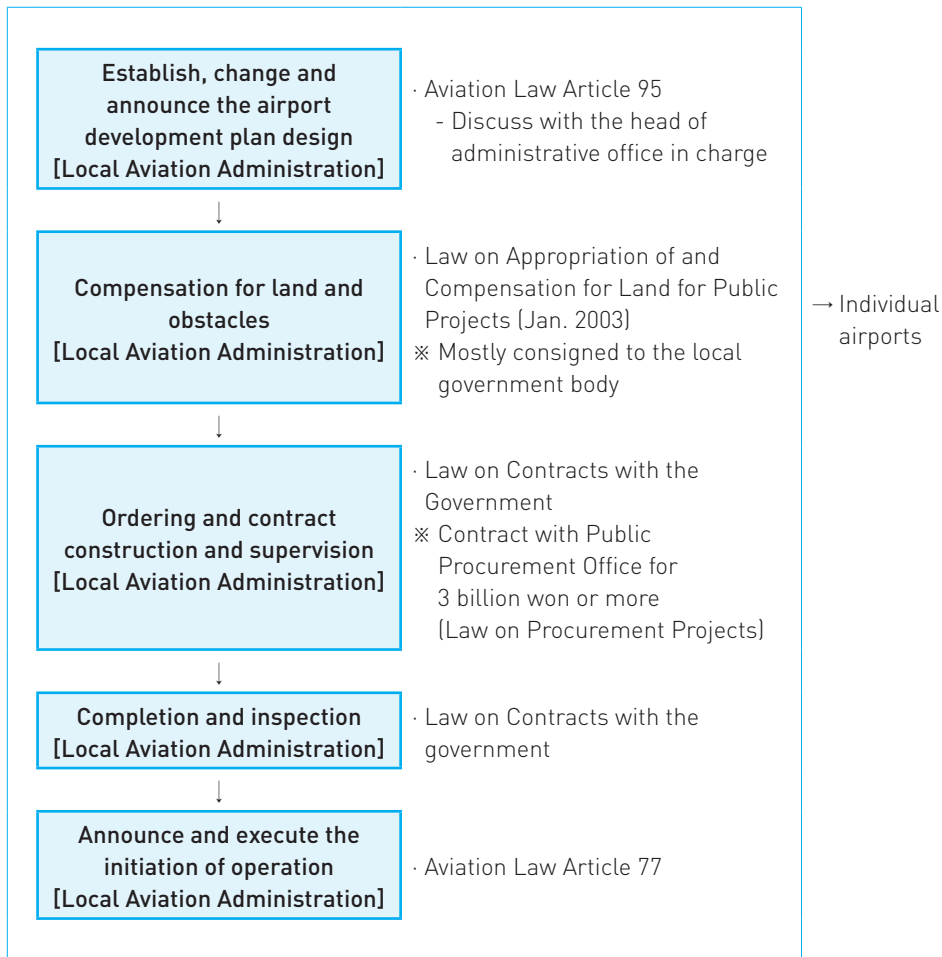 Establish, change and
announce the airport
development plan design
[Local Aviation Administration]
· Aviation Law Article 95
- Discuss with the head of
administrative office in charge
↓
Compensation for land and
obstacles
[Local Aviation Administration]
· Law on Appropriation of and
Compensation for Land for Public
Projects (Jan. 2003)
※ Mostly consigned to the local
government body
→ Individual
airports
↓
Ordering and contract
construction and supervision
[Local Aviation Administration]
· Law on Contracts with the
Government
※ Contract with Public
Procurement Office for
3 billion won or more
(Law on Procurement Projects)
↓
Completion and inspection
[Local Aviation Administration]
· Law on Contracts with the
government
↓
Announce and execute the
initiation of operation
[Local Aviation Administration]
· Aviation Law Article 77